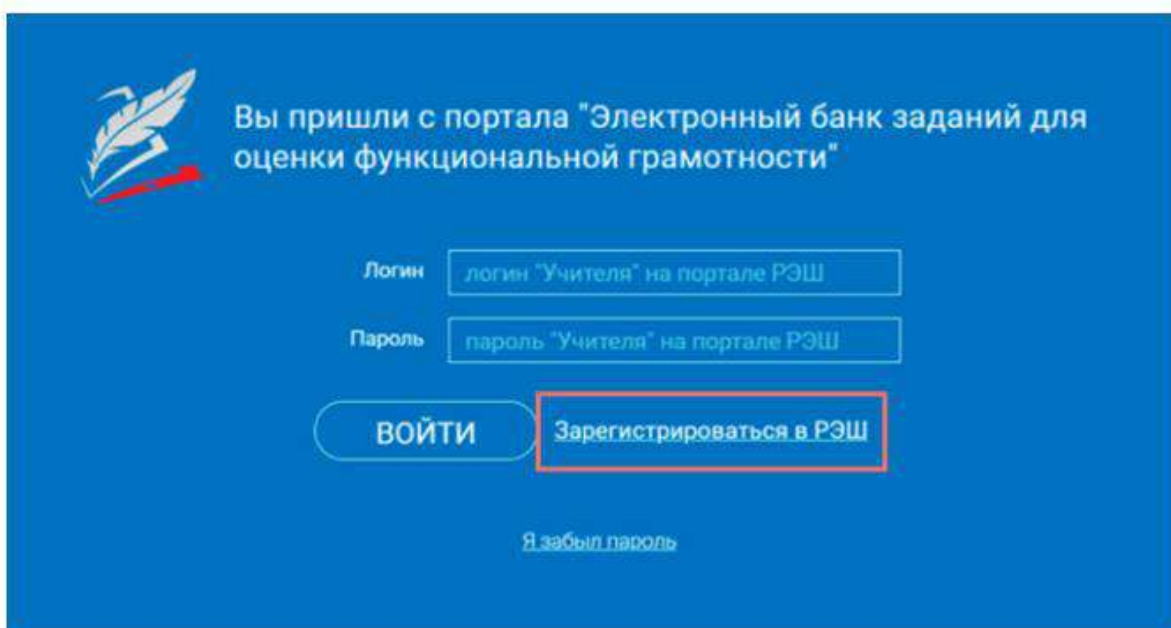 Вы пришли с портала "Электронный банк заданий для
оценки функциональной грамотности"
Логин
логин "Учителя" на портале РЭШ
Пароль
пароль "Учителя" на портале РЭШ
ВОЙТИ
Зарегистрироваться в РЭШ
Я забыл пароль